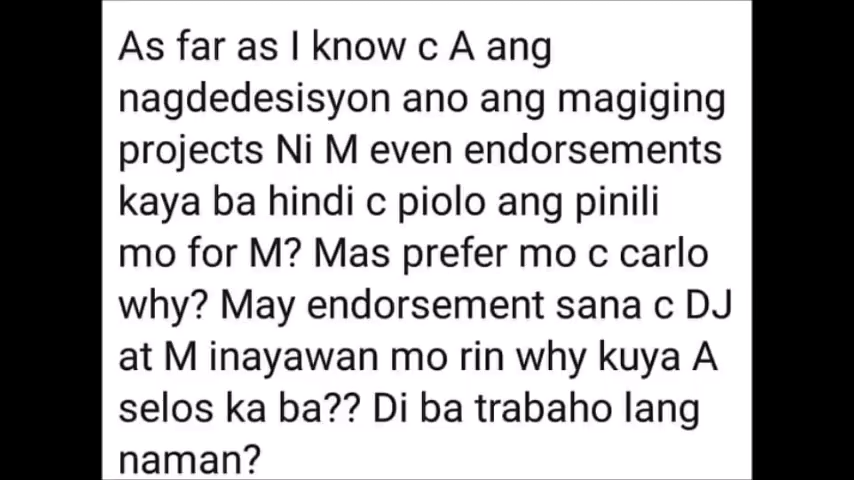 As far as I know c A ang
nagdedesisyon ano ang magiging
projects Ni M even endorsements
kaya ba hindi c piolo ang pinili
mo for M? Mas prefer mo c carlo
why? May endorsement sana c DJ
at M inayawan mo rin why kuya A
selos ka ba?? Di ba trabaho lang
naman?